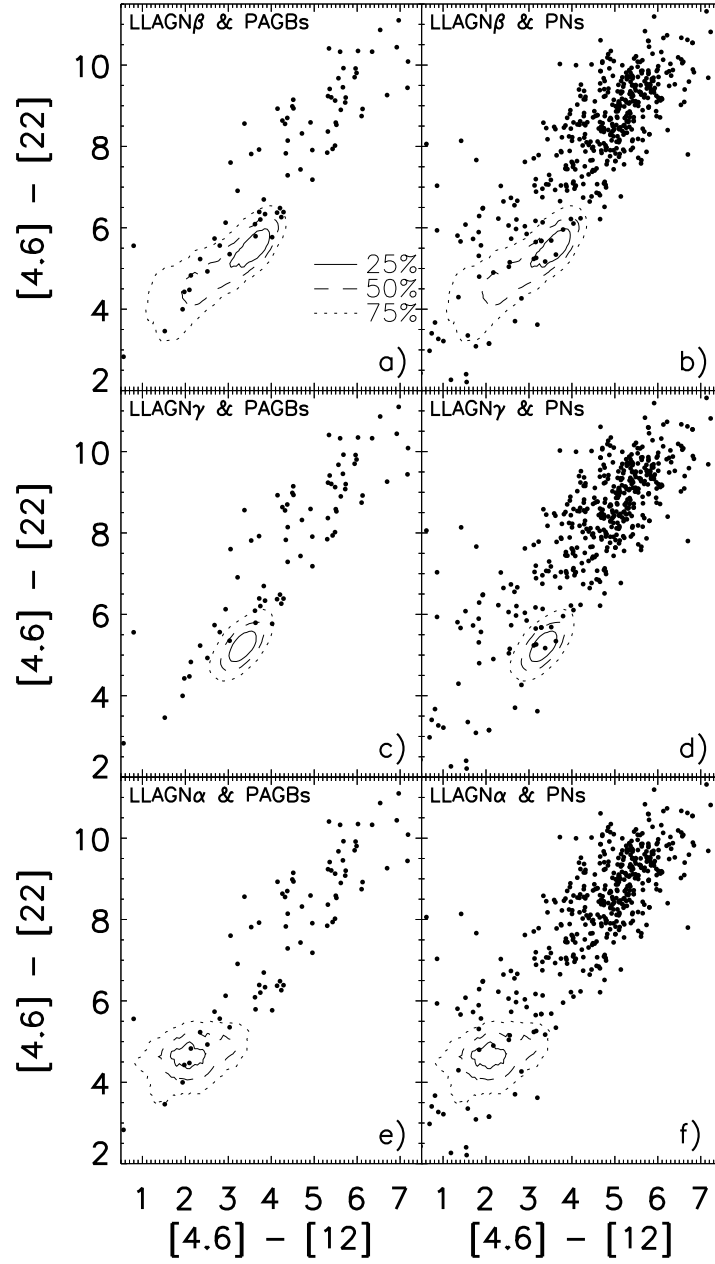 LLAGNβ & PAGBs
LLAGNβ & PNs
10
8
6
4
2
[4.6] − [22]
25%
50%
75%
a)
b)
LLAGNγ & PAGBs
LLAGNγ & PNs
10
8
6
4
2
[4.6] − [22]
c)
d)
LLAGNα & PAGBs
LLAGNα & PNs
10
8
6
4
2
[4.6] − [22]
e)
f)
1 2 3 4 5 6 7
1 2 3 4 5 6 7
[4.6] − [12]
[4.6] − [12]